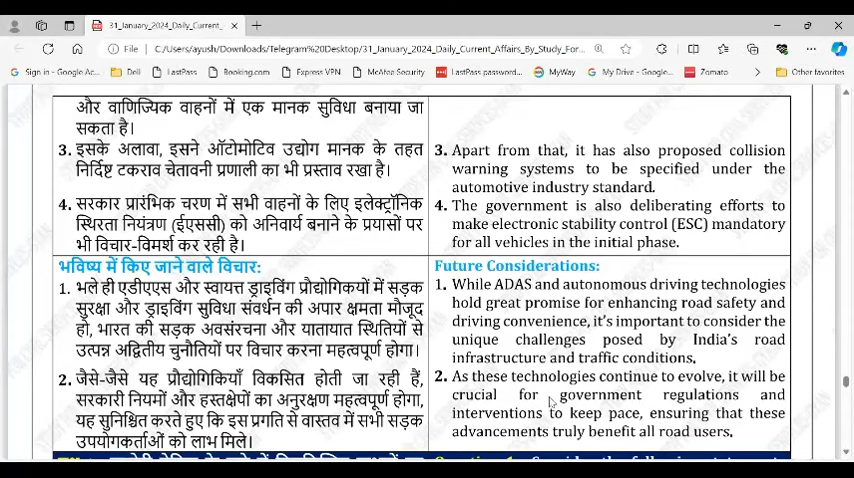 31_January_2024_Daily_Current_
File C:/Users/ayush/Downloads/Telegram%20Desktop/31_January_2024_Daily_Current_Affairs_By_Study_For...
Sign in - Google Ac... Dell LastPass Booking.com Express VPN McAfee Security LastPass password... MyWay My Drive - Google... Zomato Other favorites
और वाणिज्यिक वाहनों में एक मानक सुविधा बनाया जा
सकता है।
3. इसके अलावा, इसने ऑटोमोटिव उद्योग मानक के तहत
निर्दिष्ट टकराव चेतावनी प्रणाली का भी प्रस्ताव रखा है।
4. सरकार प्रारंभिक चरण में सभी वाहनों के लिए इलेक्ट्रॉनिक
स्थिरता नियंत्रण (ईएससी) को अनिवार्य बनाने के प्रयासों पर
भी विचार-विमर्श कर रही है।
3. Apart from that, it has also proposed collision
warning systems to be specified under the
automotive industry standard.
4. The government is also deliberating efforts to
make electronic stability control (ESC) mandatory
for all vehicles in the initial phase.
भविष्य में किए जाने वाले विचार:
1. भले ही एडीएएस और स्वायत्त ड्राइविंग प्रौद्योगिकयों में सड़क
सुरक्षा और ड्राइविंग सुविधा संवर्धन की अपार क्षमता मौजूद
हो, भारत की सड़क अवसंरचना और यातायात स्थितियों से
उत्पन्न अद्वितीय चुनौतियों पर विचार करना महत्वपूर्ण होगा।
2. जैसे-जैसे यह प्रौद्योगिकियाँ विकसित होती जा रही हैं,
सरकारी नियमों और हस्तक्षेपों का अनुरक्षण महत्वपूर्ण होगा,
यह सुनिश्चित करते हुए कि इस प्रगति से वास्तव में सभी सड़क
उपयोगकर्ताओं को लाभ मिले।
Future Considerations:
1. While ADAS and autonomous driving technologies
hold great promise for enhancing road safety and
driving convenience, it's important to consider the
unique challenges posed by India's road
infrastructure and traffic conditions.
2. As these technologies continue to evolve, it will be
crucial for government regulations and
interventions to keep pace, ensuring that these
advancements truly benefit all road users.